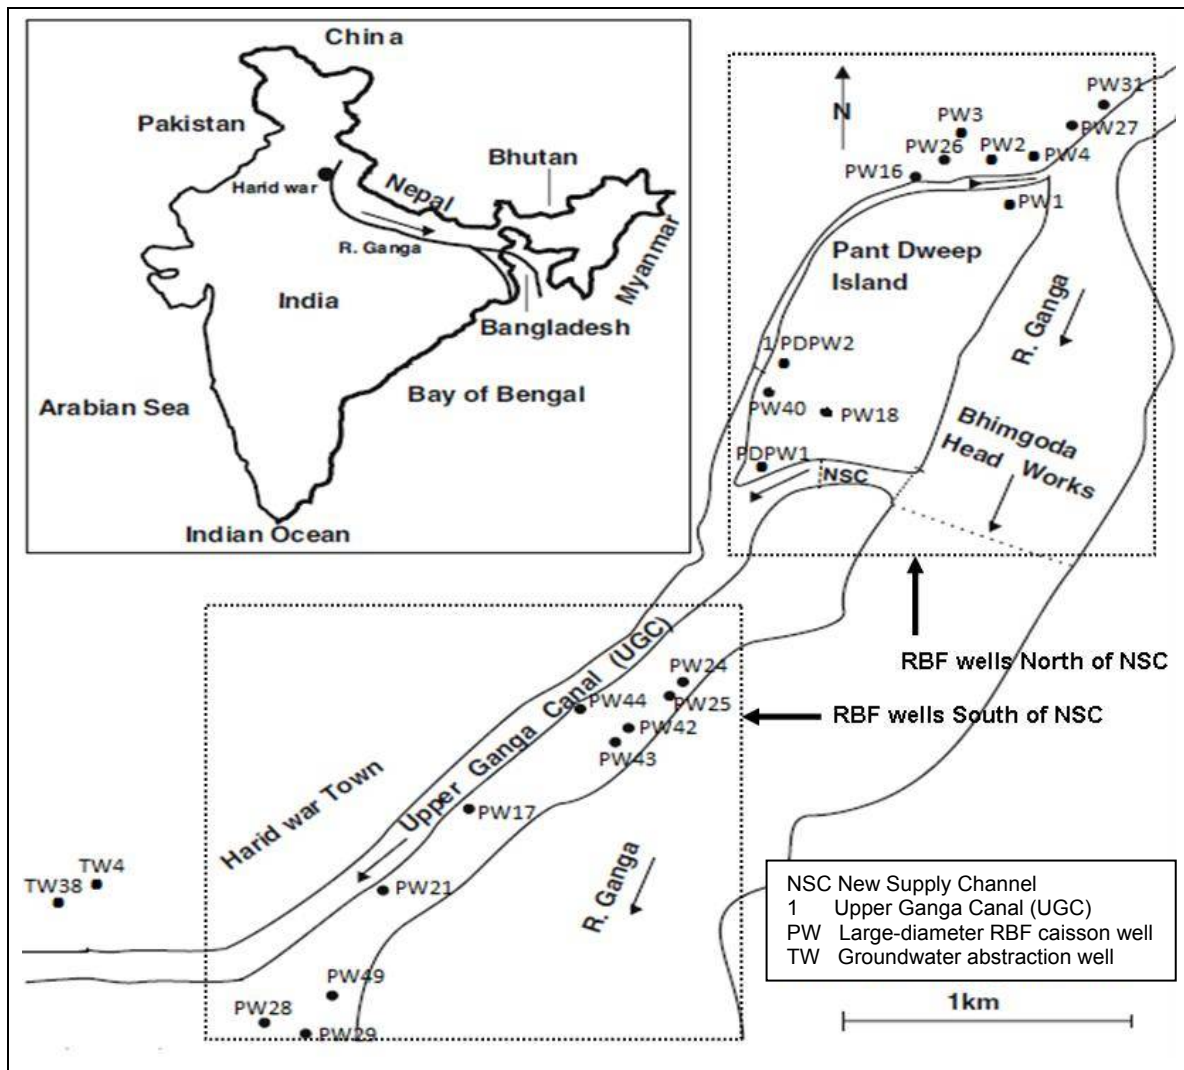 China
Pakistan
Bhutan
Harid war
Nepal
R. Ganga
Myanmar
India
Bangladesh
Arabian Sea
Bay of Bengal
Indian Ocean
N
PW31
PW3
PW27
PW26
PW2
PW4
PW16
PW1
Pant Dweep
Island
R. Ganga
1 PDPW2
PW40
PW18
Bhimgoda
Head Works
PDPW1
NSC
RBF wells North of NSC
Upper Ganga Canal (UGC)
PW24
PW44
PW25
RBF wells South of NSC
PW42
PW43
PW17
Harid war Town
TW4
TW38
PW21
R. Ganga
PW49
PW28
PW29
NSC New Supply Channel
1 Upper Ganga Canal (UGC)
PW Large-diameter RBF caisson well
TW Groundwater abstraction well
1km